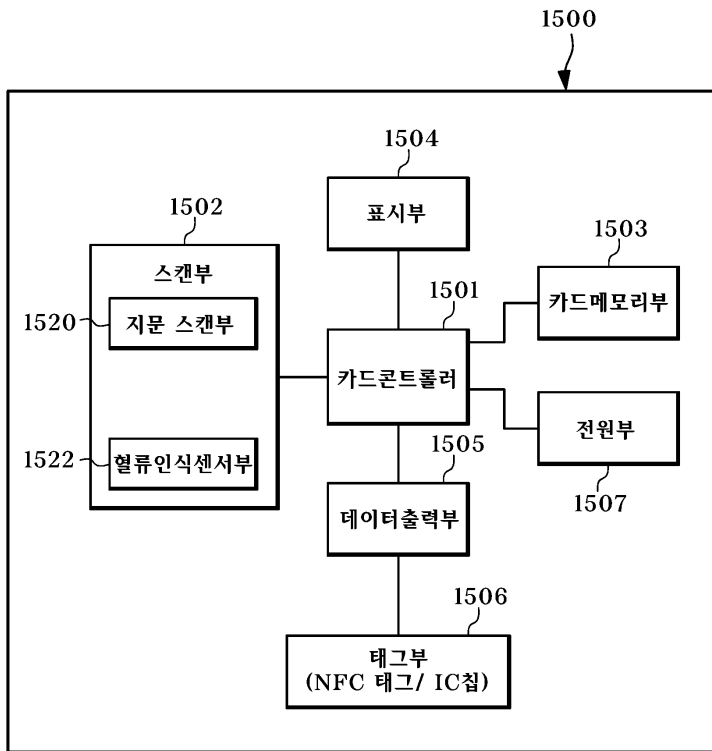 1500
1504
표시부
1502
스캔부
1503
카드메모리부
1501
1520
지문 스캔부
카드콘트롤러
1522
혈류인식센서부
1505
전원부
1507
데이터출력부
1506
태그부
(NFC 태그/ IC칩)